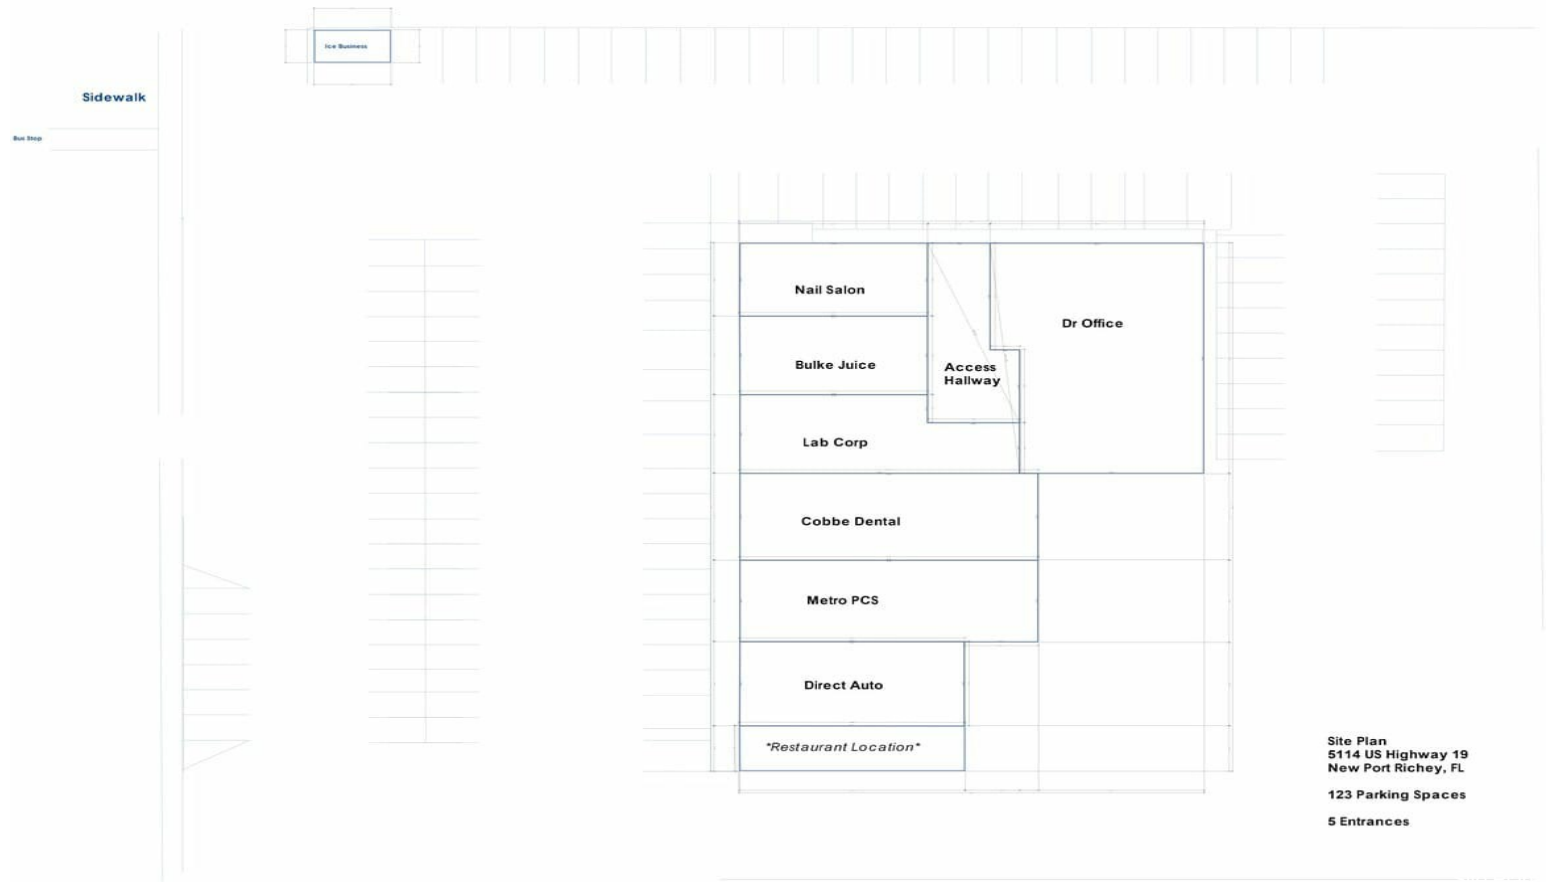 Ice Business
Sidewalk
Bus Stop
Nail Salon
Dr Office
Bulke Juice
Access
Hallway
Lab Corp
Cobbe Dental
Metro PCS
Direct Auto
*Restaurant Location*
Site Plan
5114 US Highway 19
New Port Richey, FL
123 Parking Spaces
5 Entrances